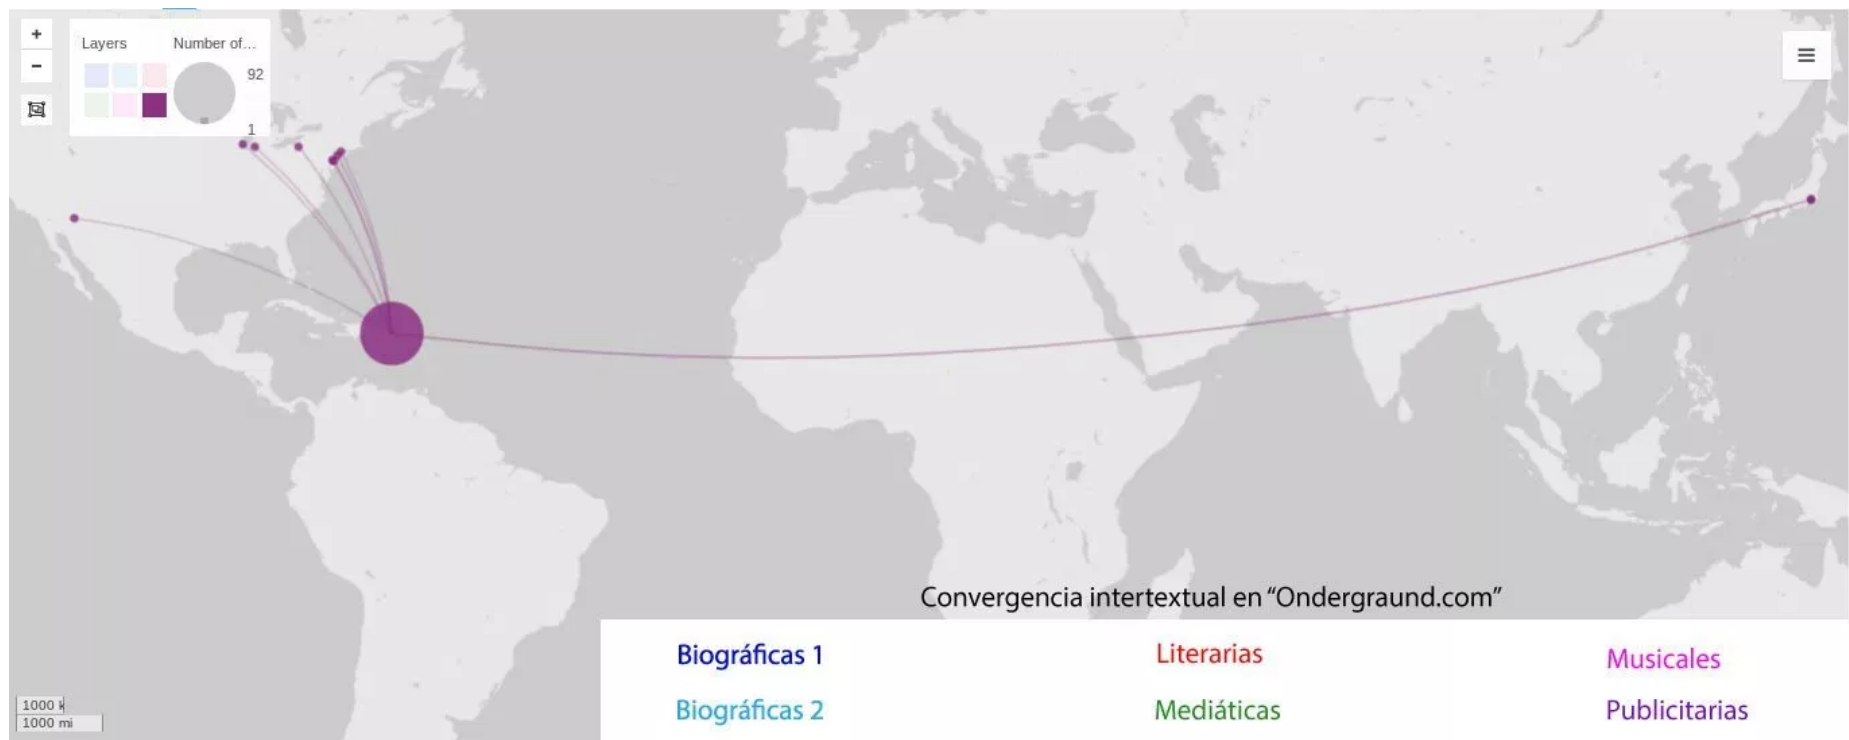 +
Layers Number of...
−
92
1
Convergencia intertextual en “Ondergraund.com”
Biográficas 1 Literarias Musicales
Biográficas 2 Mediáticas Publicitarias
1000 k
1000 mi